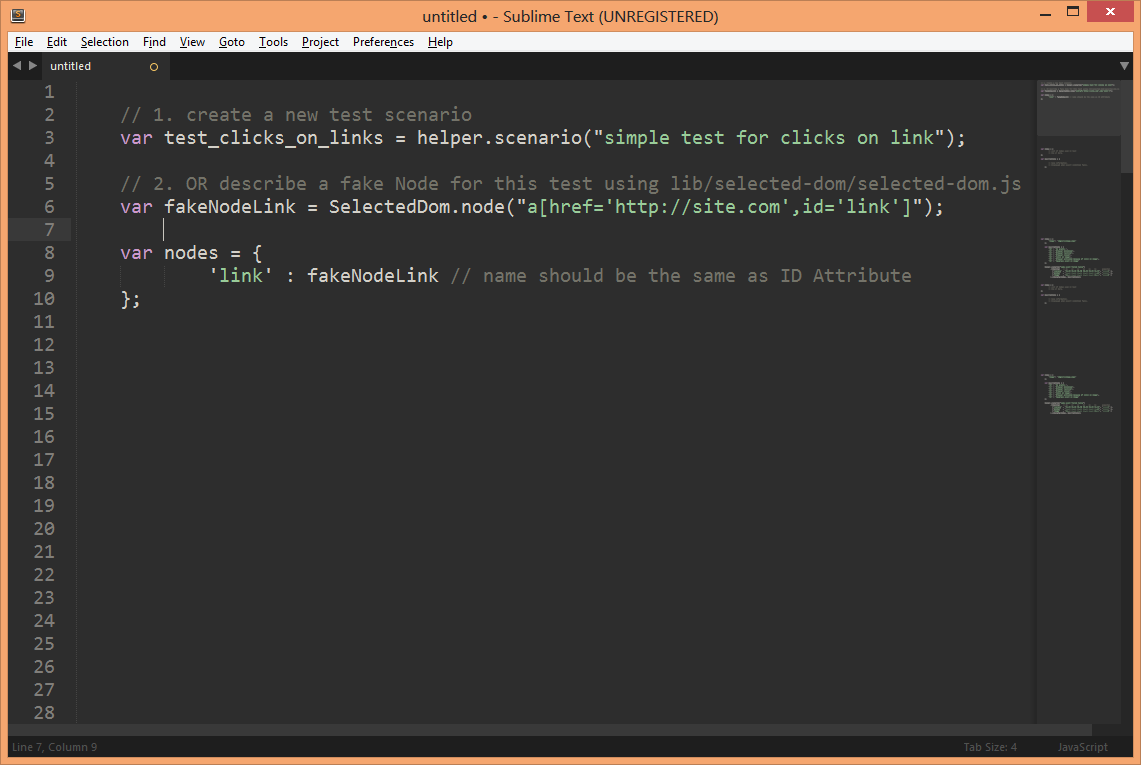 untitled • - Sublime Text (UNREGISTERED)
File Edit Selection Find View Goto Tools Project Preferences Help
untitled
1
2 // 1. create a new test scenario
3 var test_clicks_on_links = helper.scenario("simple test for clicks on link");
4
5 // 2. OR describe a fake Node for this test using lib/selected-dom/selected-dom.js
6 var fakeNodeLink = SelectedDom.node("a[href='http://site.com',id='link']");
7
8 var nodes = {
9 'link' : fakeNodeLink // name should be the same as ID Attribute
10 };
11
12
13
14
15
16
17
18
19
20
21
22
23
24
25
26
27
28
Line 7, Column 9 Tab Size: 4 JavaScript